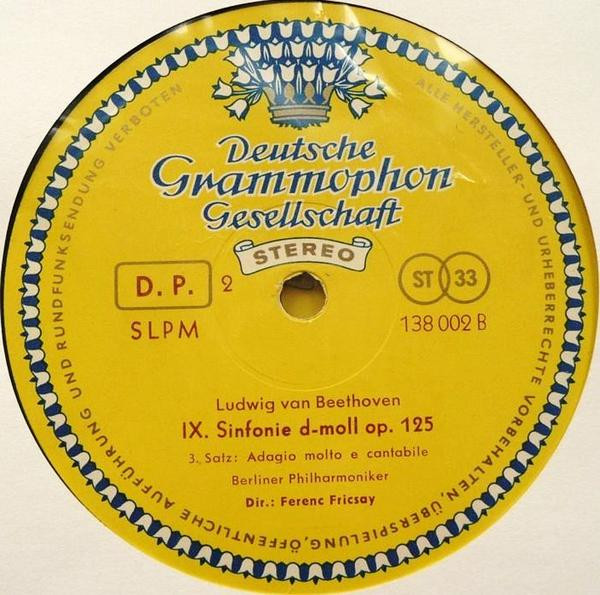 Deutsche
Grammophon
Gesellschaft
STEREO
D. P. 2
ST 33
SLPM
138 002 B
Ludwig van Beethoven
IX. Sinfonie d-moll op. 125
3. Satz: Adagio molto e cantabile
Berliner Philharmoniker
Dir.: Ferenc Fricsay
ALLE HERSTELLER- UND URHEBERRECHTE VORBEHALTEN, ÜBERSPIELUNG, ÖFFENTLICHE AUFFÜHRUNG UND RUNDFUNKSENDUNG VERBOTEN